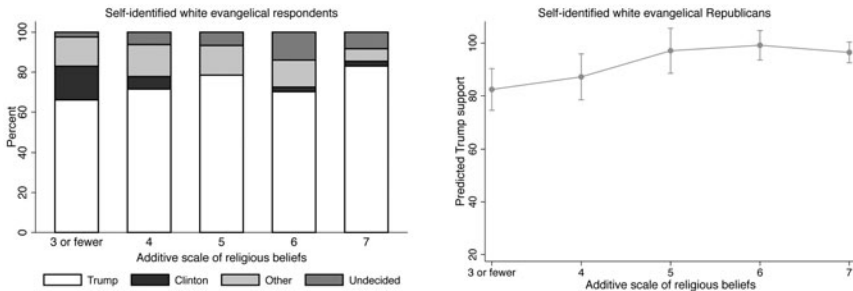 Self-identified white evangelical respondents
Percent
100
80
60
40
20
0
3 or fewer 4 5 6 7
Additive scale of religious beliefs
Trump Clinton Other Undecided
Self-identified white evangelical Republicans
Predicted Trump support
100
80
60
40
20
3 or fewer 4 5 6 7
Additive scale of religious beliefs